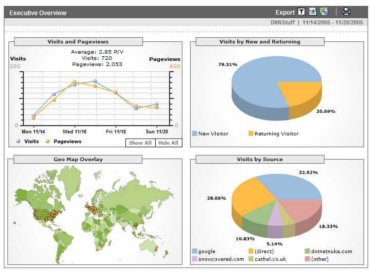 Executive Overview
Export
DNNStuff | 11/14/2005 - 11/20/2005
Visits and Pageviews
Visits
200
Average: 2.85 P/V
Visits: 720
Pageviews: 2,053
Pageviews
600
Mon 11/14
Wed 11/16
Fri 11/18
Sun 11/20
Visits
Pageviews
Show All
Hide All
Visits by New and Returning
79.31%
20.69%
New Visitor
Returning Visitor
Geo Map Overlay
Visits by Source
32.92%
28.06%
18.33%
10.83%
5.14%
google
(direct)
dotnetnuke.com
snowcovered.com
cathal.co.uk
(other)